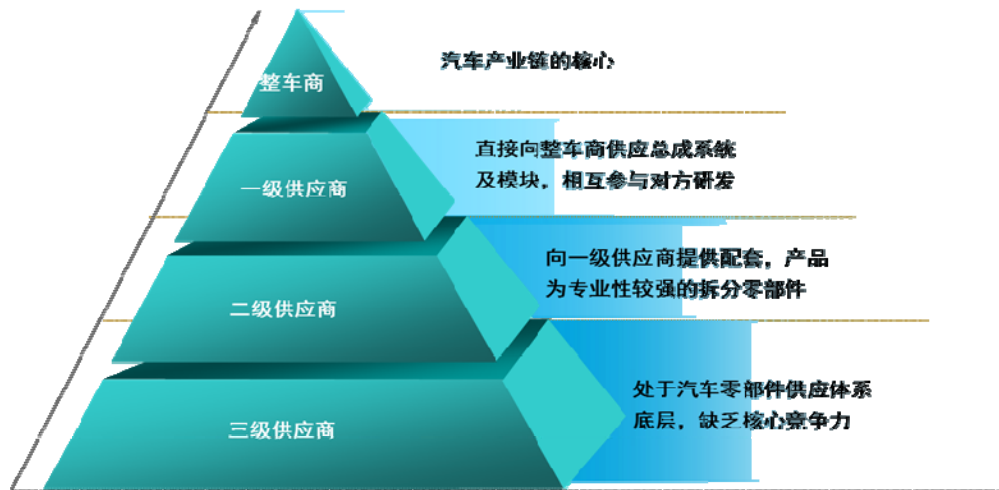 整车商
汽车产业链的核心
一级供应商
直接向整车商供应总成系统
及模块，相互参与对方研发
二级供应商
向一级供应商提供配套，产品
为专业性较强的拆分零部件
三级供应商
处于汽车零部件供应体系
底层，缺乏核心竞争力